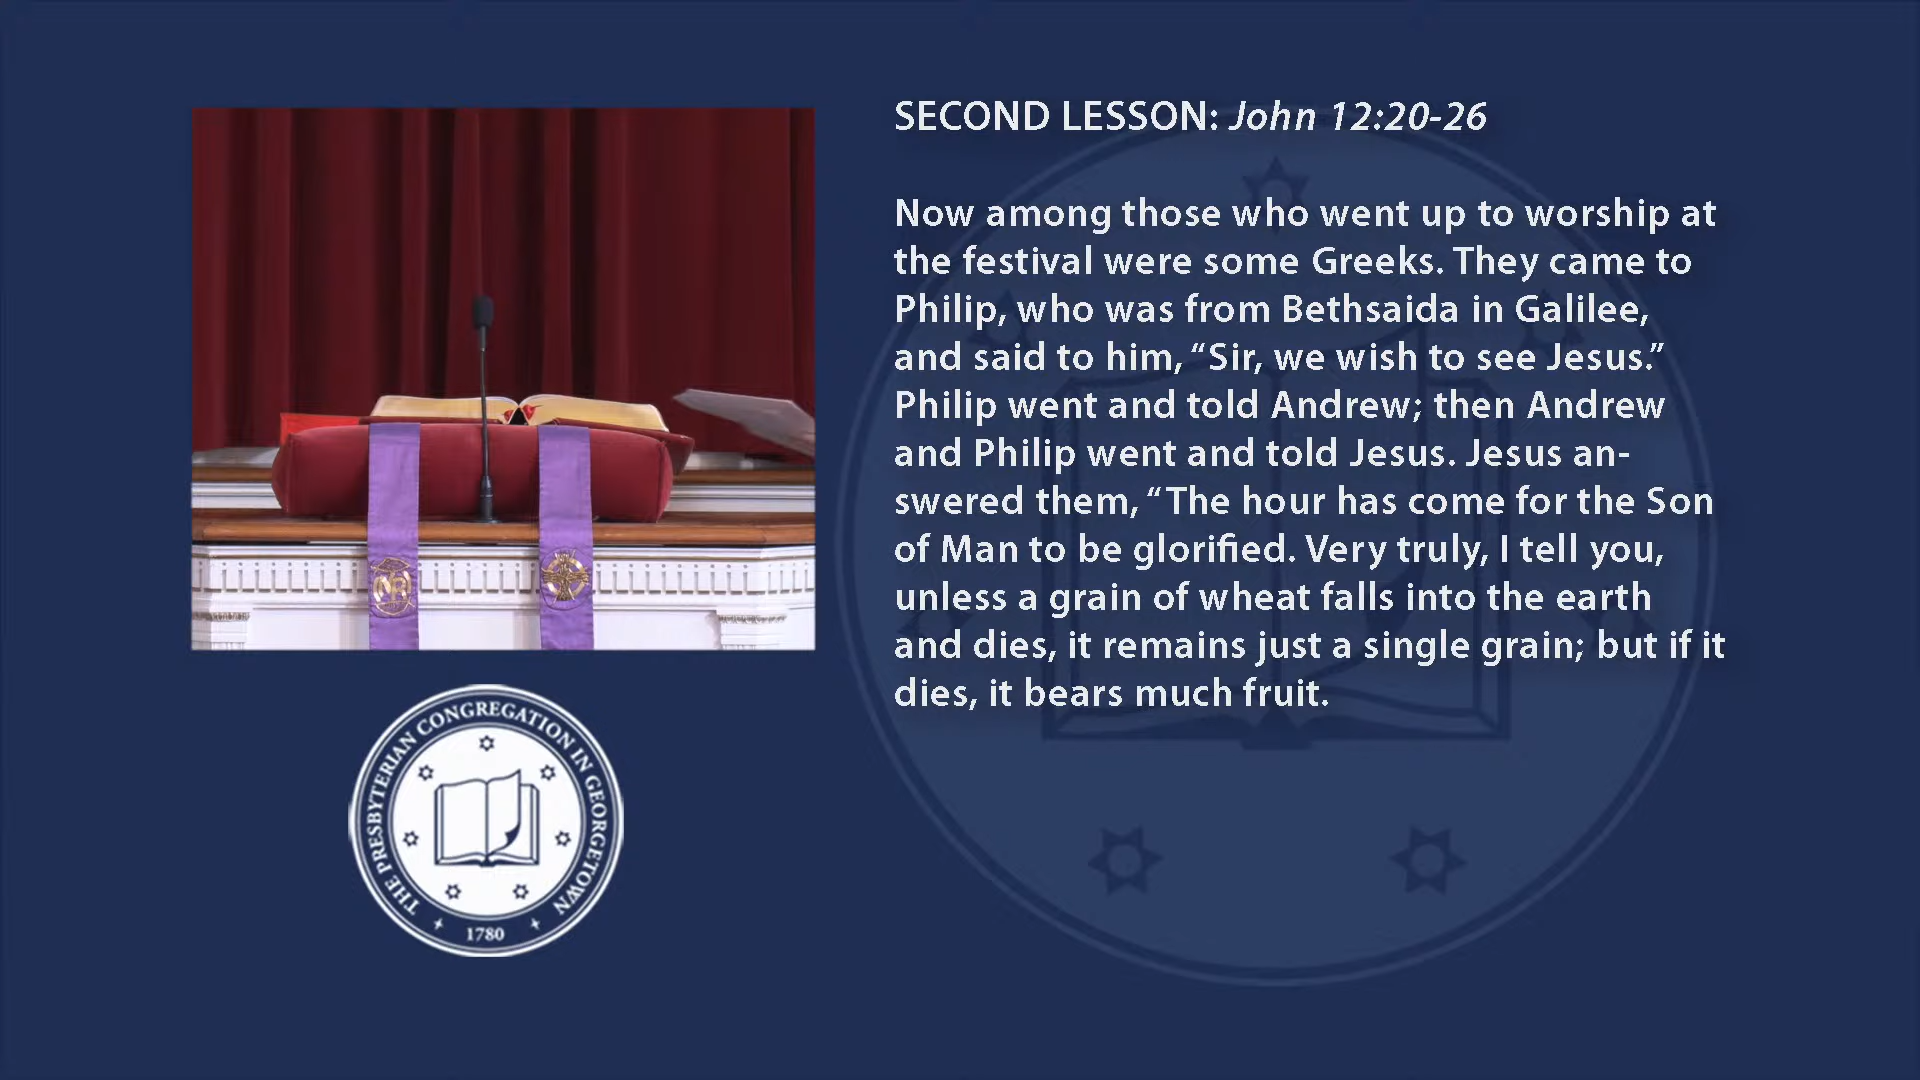 SECOND LESSON: John 12:20-26
Now among those who went up to worship at
the festival were some Greeks. They came to
Philip, who was from Bethsaida in Galilee,
and said to him, “Sir, we wish to see Jesus.”
Philip went and told Andrew; then Andrew
and Philip went and told Jesus. Jesus an-
swered them, “The hour has come for the Son
of Man to be glorified. Very truly, I tell you,
unless a grain of wheat falls into the earth
and dies, it remains just a single grain; but if it
dies, it bears much fruit.
THE PRESBYTERIAN CONGREGATION IN GEORGETOWN
1780